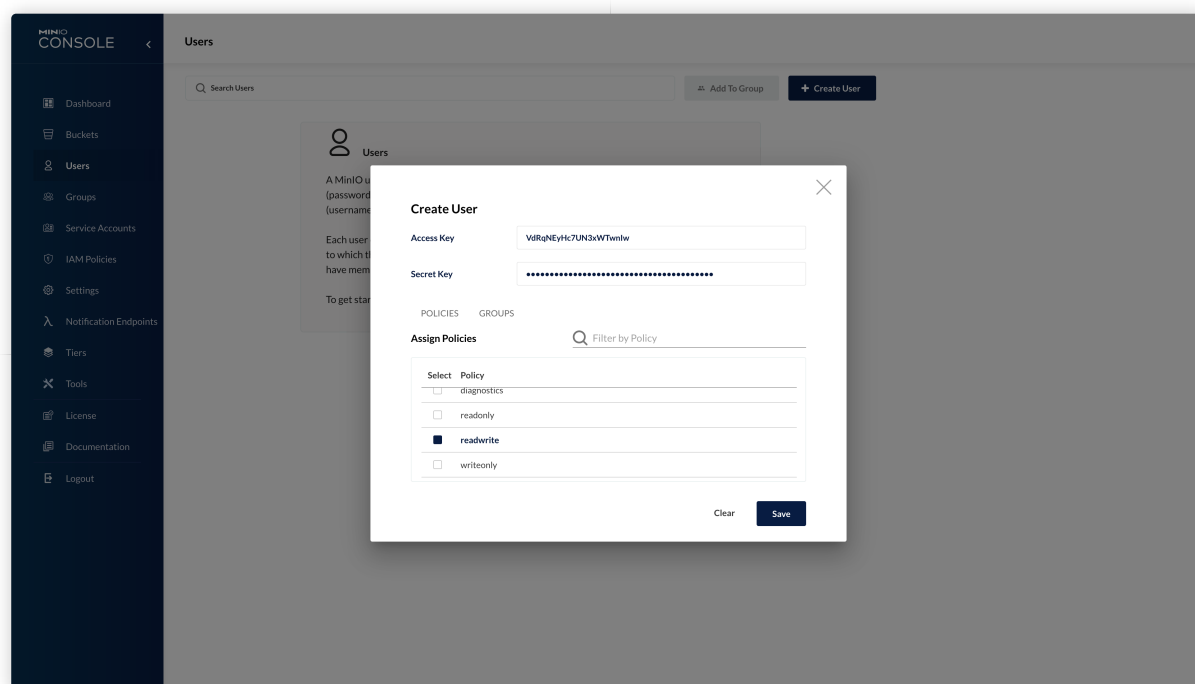 MINIO
CONSOLE
Users
Search Users
Add To Group
+ Create User
Dashboard
Buckets
Users
Groups
Service Accounts
IAM Policies
Settings
Notification Endpoints
Tiers
Tools
License
Documentation
Logout
Users
A MinIO u
(password
(username
Each user
to which th
have mem
To get star
Create User
Access Key
VdRqNEyHc7UN3xWTwnIw
Secret Key
••••••••••••••••••••••••••••••••••••••••
POLICIES GROUPS
Assign Policies
Filter by Policy
Select Policy
diagnostics
readonly
readwrite
writeonly
Clear
Save